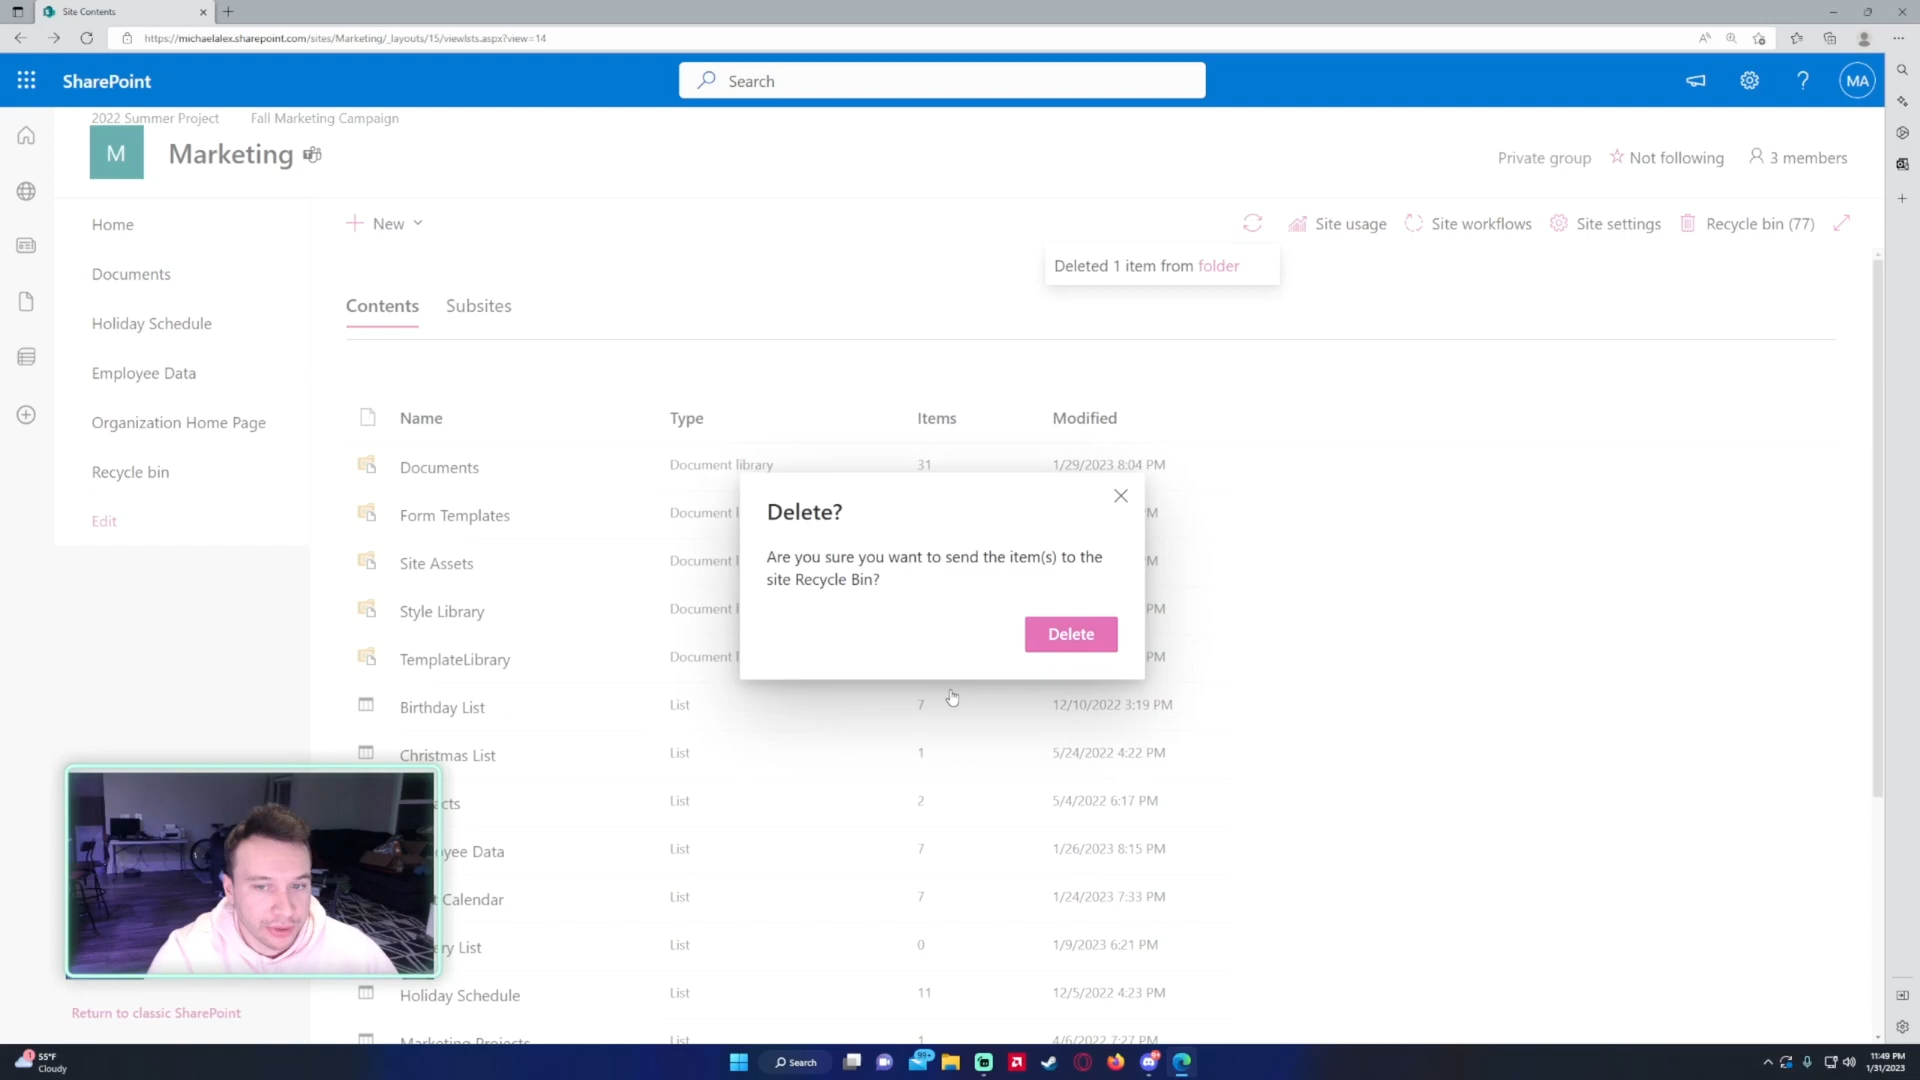 Site Contents
https://michaelalex.sharepoint.com/sites/Marketing/_layouts/15/viewlsts.aspx?view=14
SharePoint
Search
MA
2022 Summer Project Fall Marketing Campaign
M
Marketing
Private group Not following 3 members
Home
Documents
Holiday Schedule
Employee Data
Organization Home Page
Recycle bin
Edit
New
Site usage Site workflows Site settings Recycle bin (77)
Deleted 1 item from folder
Contents Subsites
Name Type Items Modified
Documents Document library 31 1/29/2023 8:04 PM
Form Templates Document PM
Site Assets Document PM
Style Library Document PM
TemplateLibrary Document PM
Delete?
Are you sure you want to send the item(s) to the
site Recycle Bin?
Delete
Birthday List List 7 12/10/2022 3:19 PM
Christmas List List 1 5/24/2022 4:22 PM
acts List 2 5/4/2022 6:17 PM
oyee Data List 7 1/26/2023 8:15 PM
t Calendar List 7 1/24/2023 7:33 PM
ry List List 0 1/9/2023 6:21 PM
Holiday Schedule List 11 12/5/2022 4:23 PM
Marketing Projects List 1 4/6/2022 7:27 PM
Return to classic SharePoint
1
55°F
Cloudy
Search
99+
11:49 PM
1/31/2023